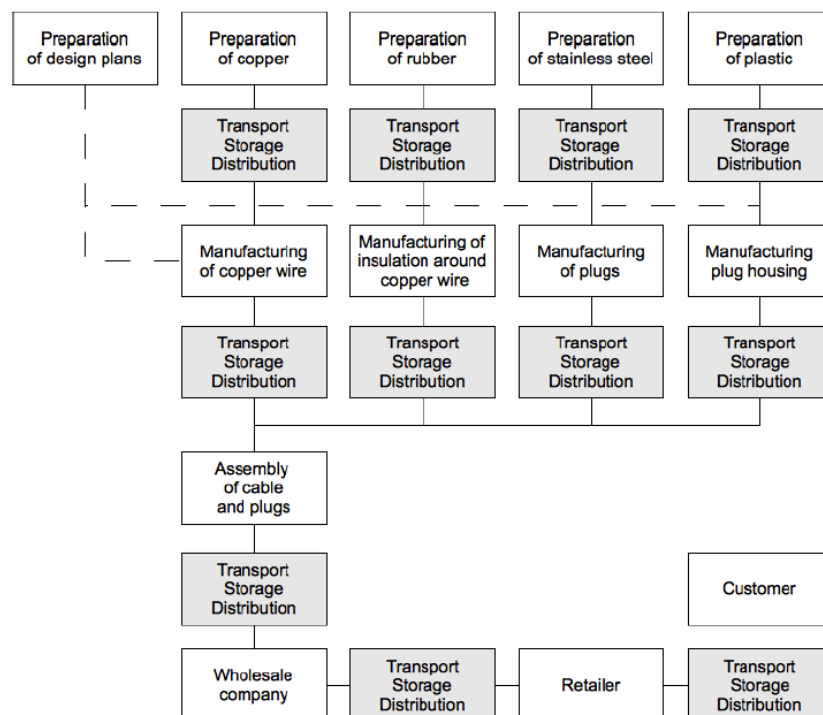 Preparation
of design plans
Preparation
of copper
Preparation
of rubber
Preparation
of stainless steel
Preparation
of plastic
Transport
Storage
Distribution
Transport
Storage
Distribution
Transport
Storage
Distribution
Transport
Storage
Distribution
Manufacturing
of copper wire
Manufacturing of
insulation around
copper wire
Manufacturing
of plugs
Manufacturing
plug housing
Transport
Storage
Distribution
Transport
Storage
Distribution
Transport
Storage
Distribution
Transport
Storage
Distribution
Assembly
of cable
and plugs
Transport
Storage
Distribution
Customer
Wholesale
company
Transport
Storage
Distribution
Retailer
Transport
Storage
Distribution